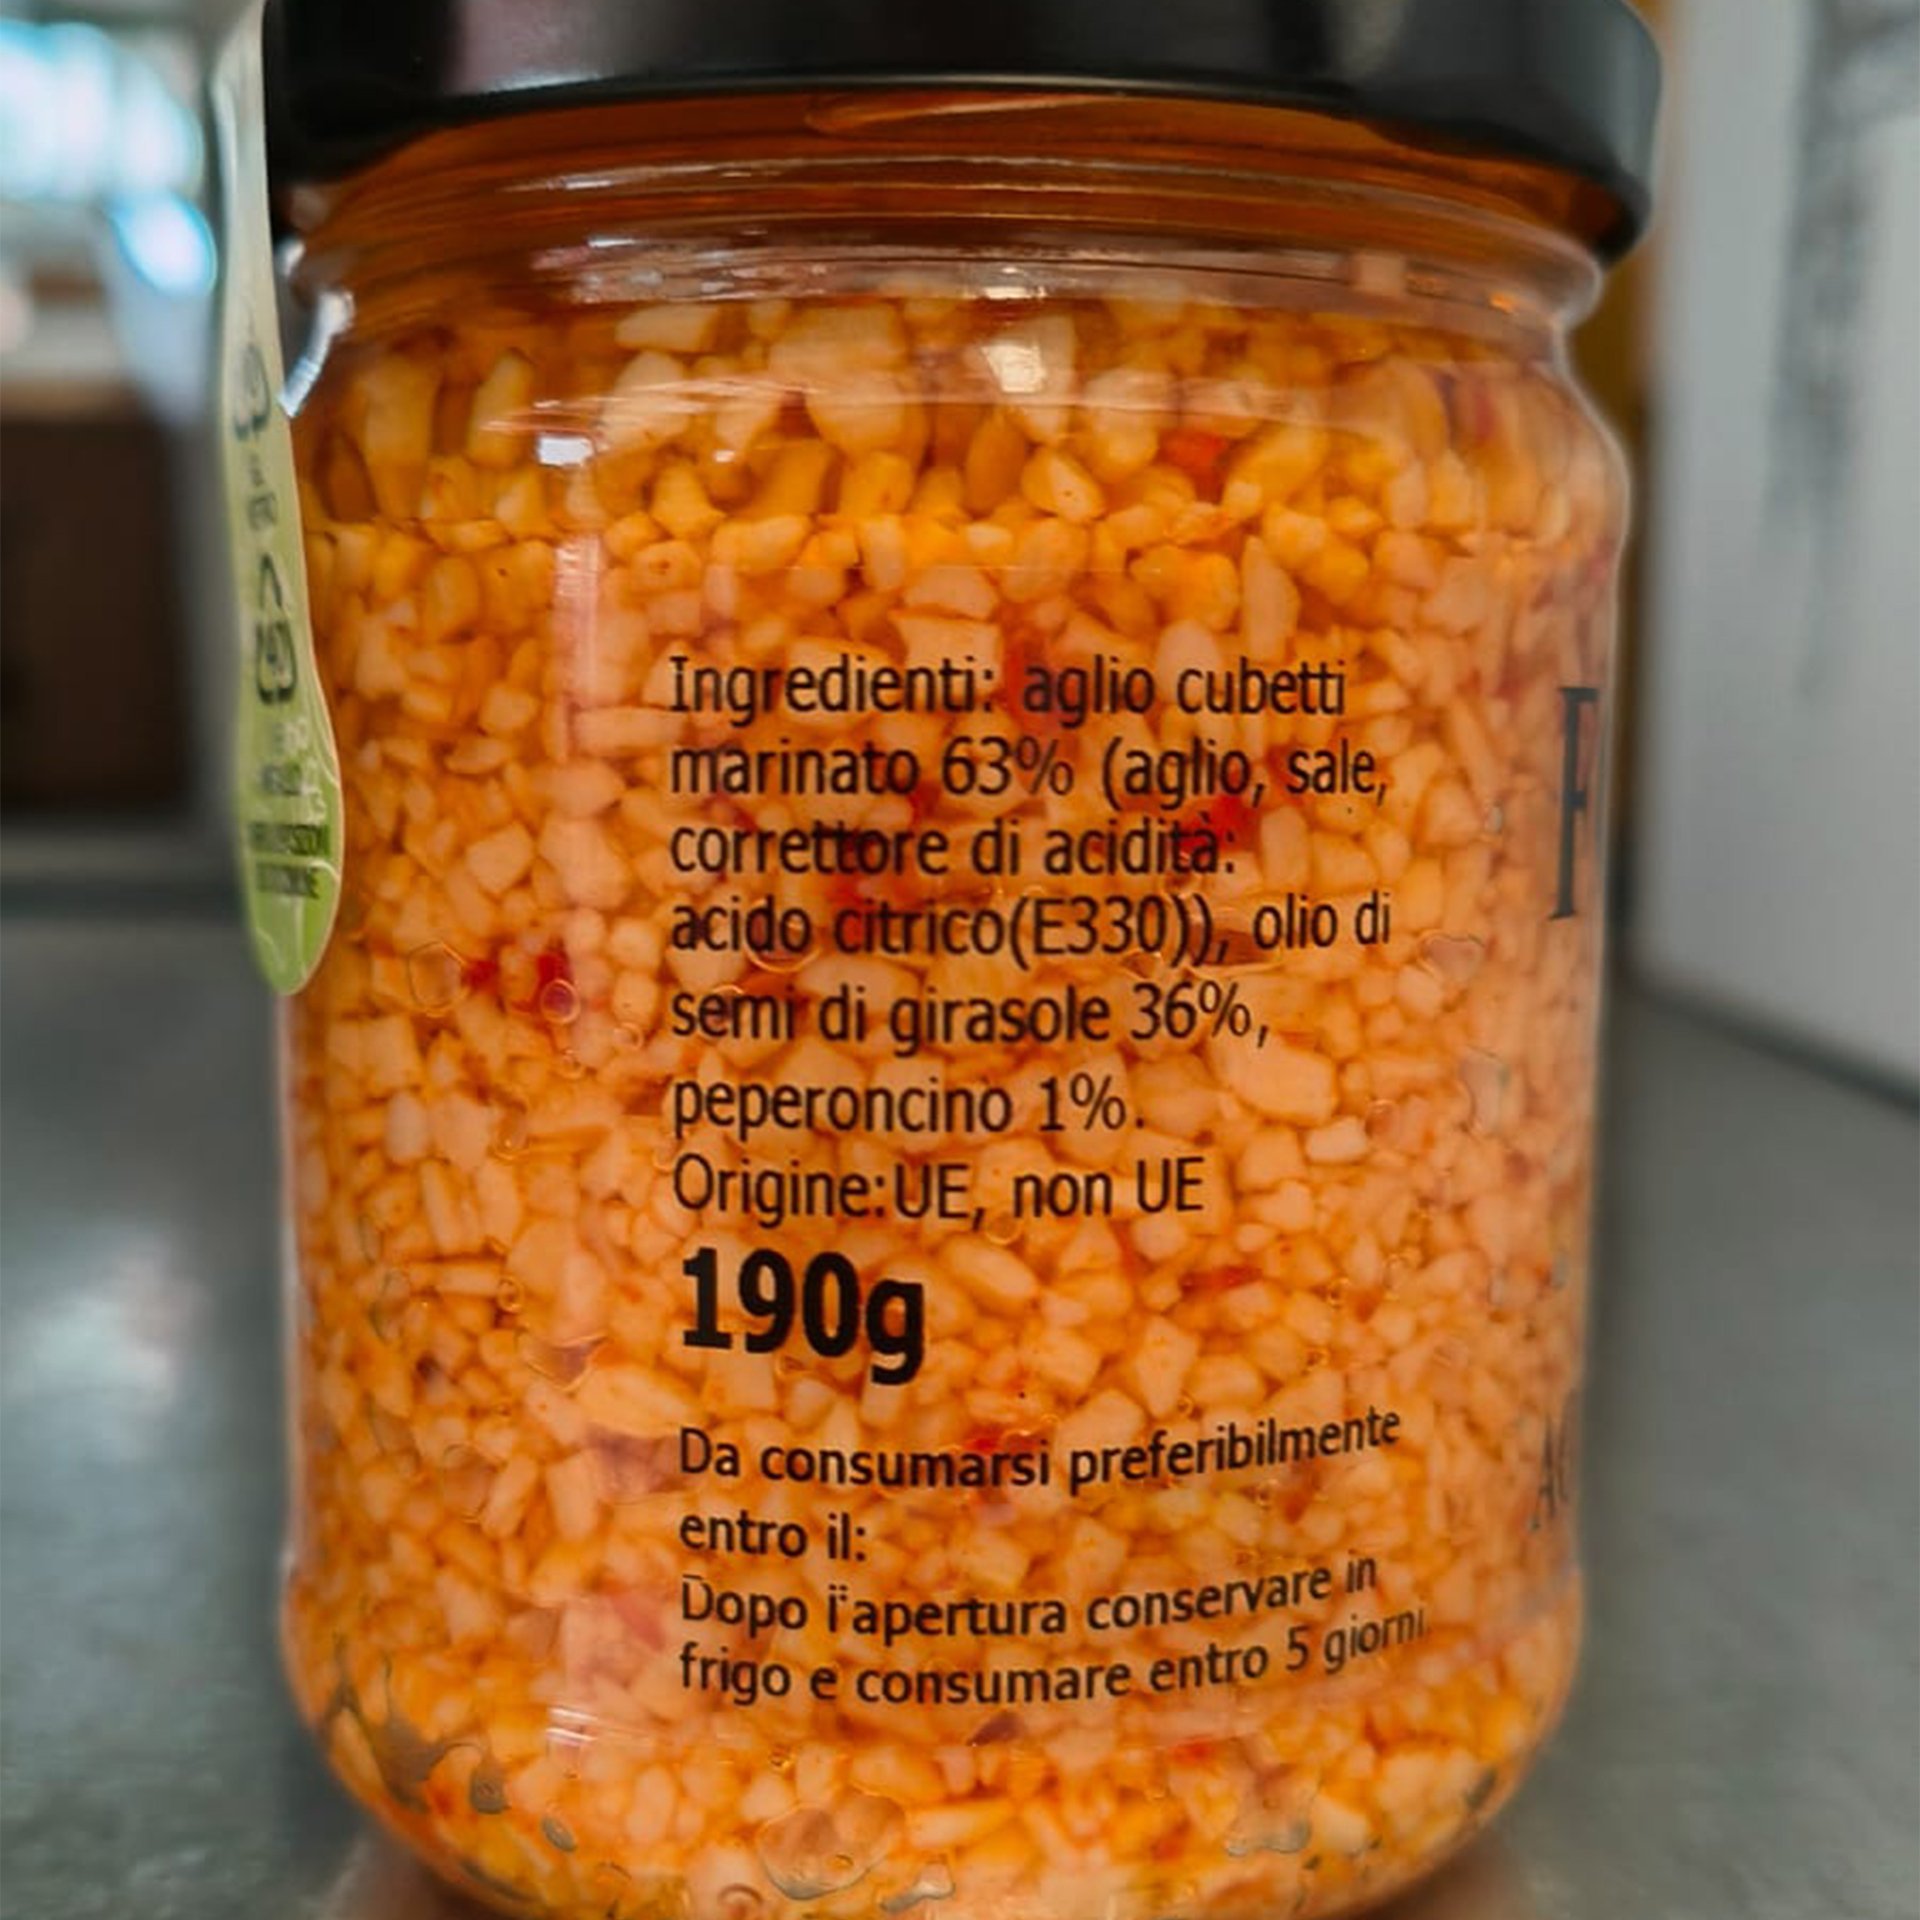 Ingredienti: aglio cubetti
marinato 63% (aglio, sale,
correttore di acidità:
acido citrico(E330)), olio di
semi di girasole 36%,
peperoncino 1%.
Origine:UE, non UE
190g
Da consumarsi preferibilmente
entro il:
Dopo l'apertura conservare in
frigo e consumare entro 5 giorni.